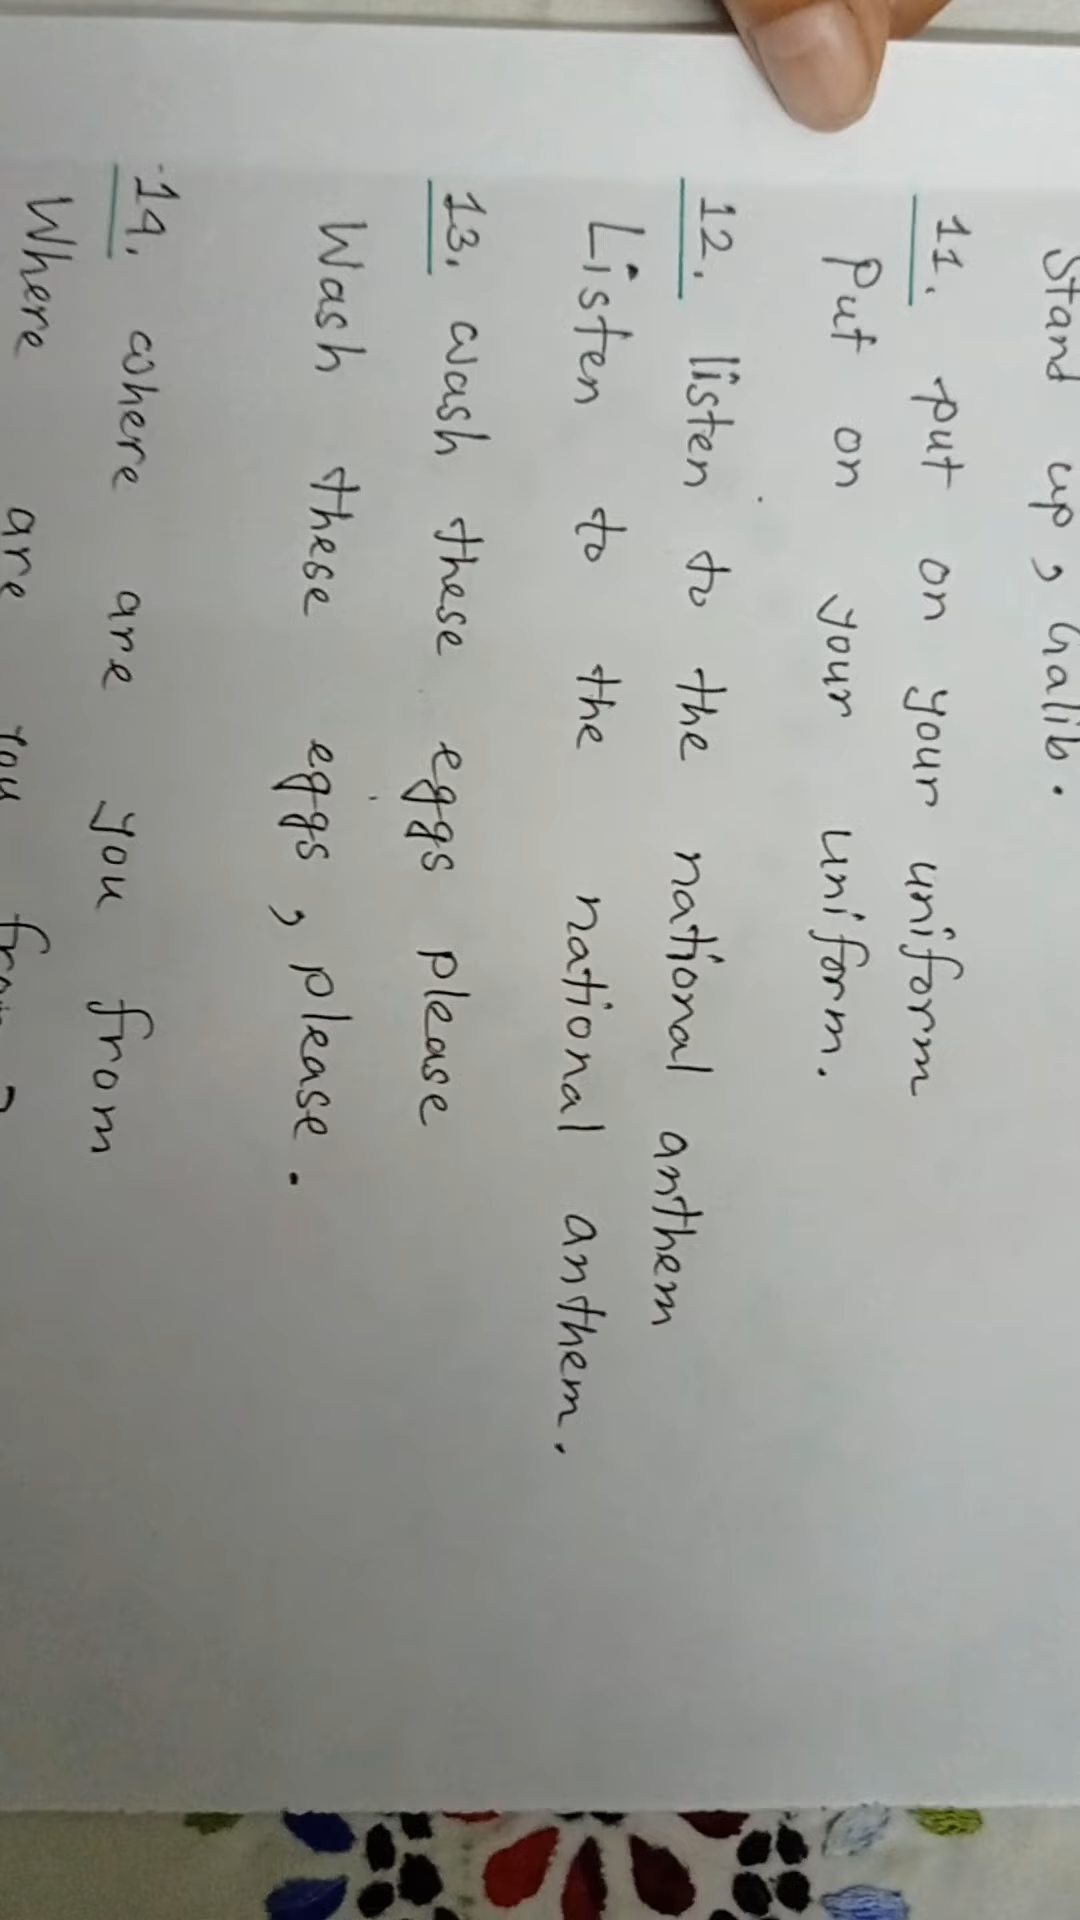 Stand up, Galib.
11. put on your uniform
Put on your uniform.
12. listen to the national anthem
Listen to the national anthem.
13. wash these eggs please
Wash these eggs, please.
14. where are you from
Where are you from?